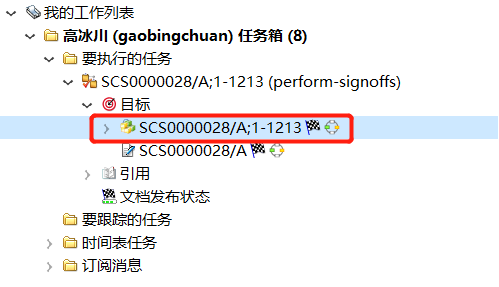 我的工作列表
高冰川 (gaobingchuan) 任务箱 (8)
要执行的任务
SCS0000028/A;1-1213 (perform-signoffs)
目标
SCS0000028/A;1-1213
SCS0000028/A
引用
文档发布状态
要跟踪的任务
时间表任务
订阅消息